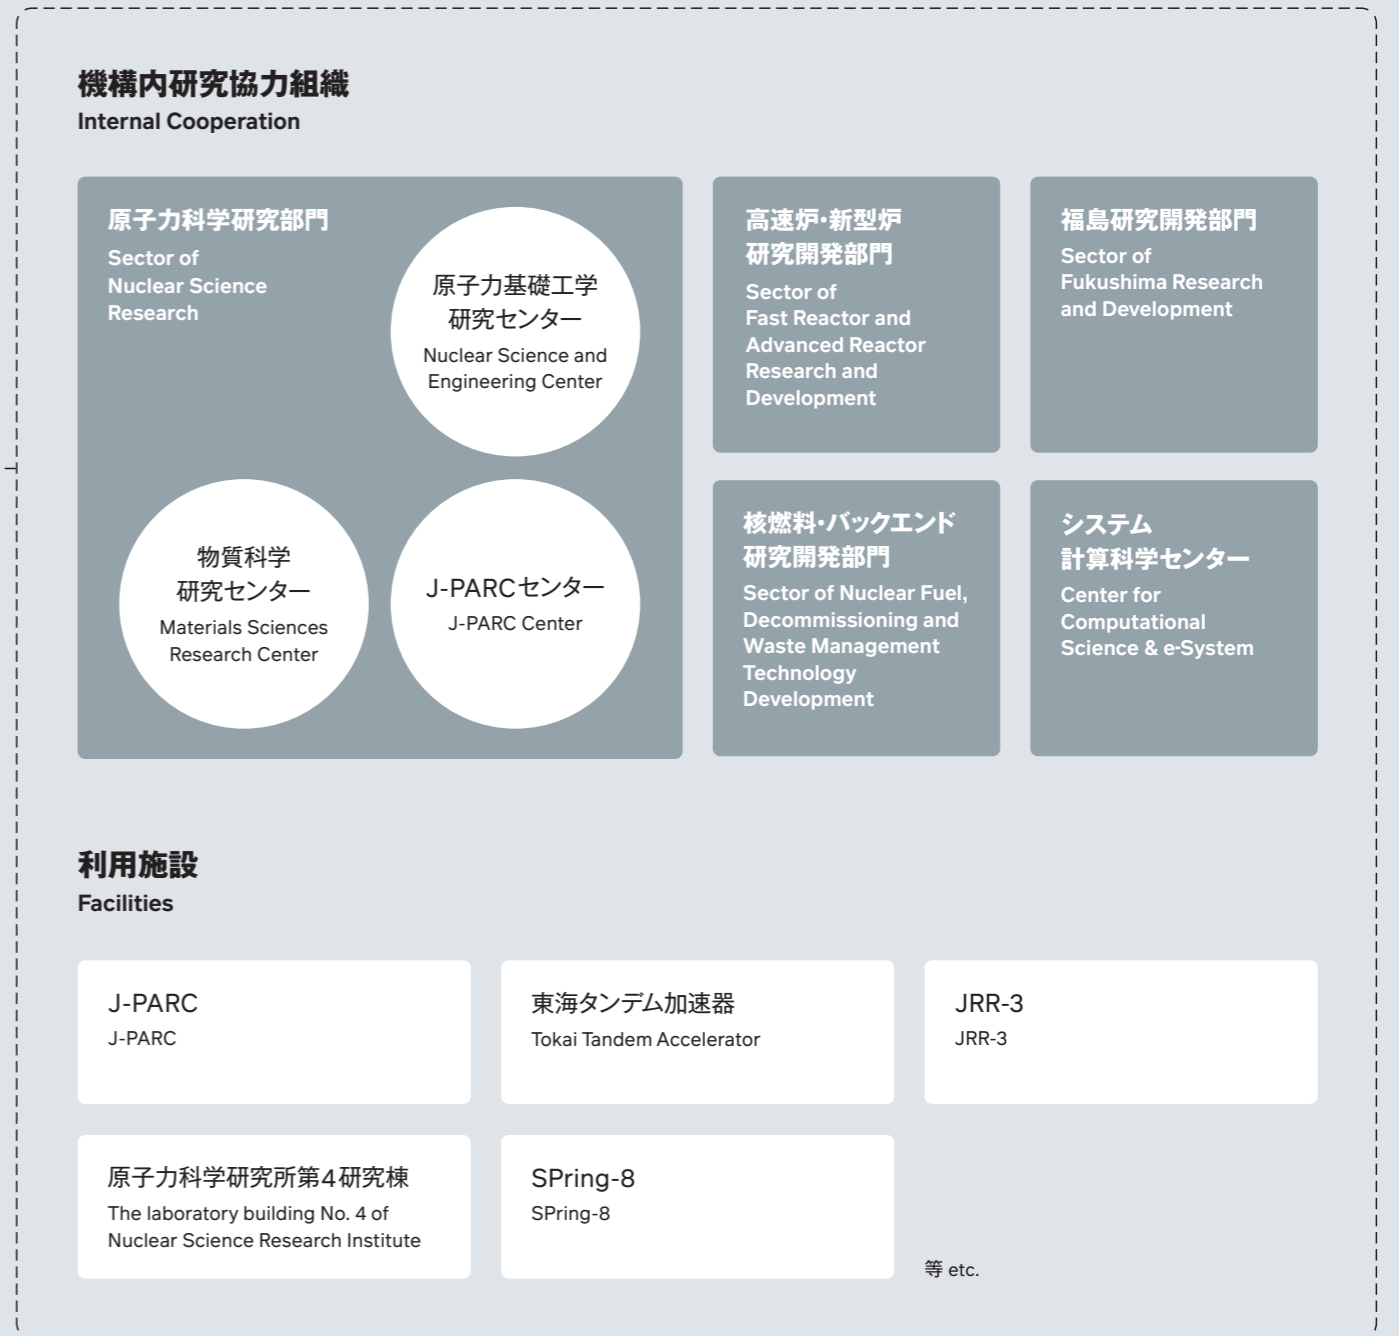 機構内研究協力組織
Internal Cooperation
原子力科学研究部門
Sector of
Nuclear Science
Research
原子力基礎工学
研究センター
Nuclear Science and
Engineering Center
物質科学
研究センター
Materials Sciences
Research Center
J-PARCセンター
J-PARC Center
高速炉・新型炉
研究開発部門
Sector of
Fast Reactor and
Advanced Reactor
Research and
Development
福島研究開発部門
Sector of
Fukushima Research
and Development
核燃料・バックエンド
研究開発部門
Sector of Nuclear Fuel,
Decommissioning and
Waste Management
Technology
Development
システム
計算科学センター
Center for
Computational
Science & e-System
利用施設
Facilities
J-PARC
J-PARC
東海タンデム加速器
Tokai Tandem Accelerator
JRR-3
JRR-3
原子力科学研究所第4研究棟
The laboratory building No. 4 of
Nuclear Science Research Institute
SPring-8
SPring-8
等 etc.